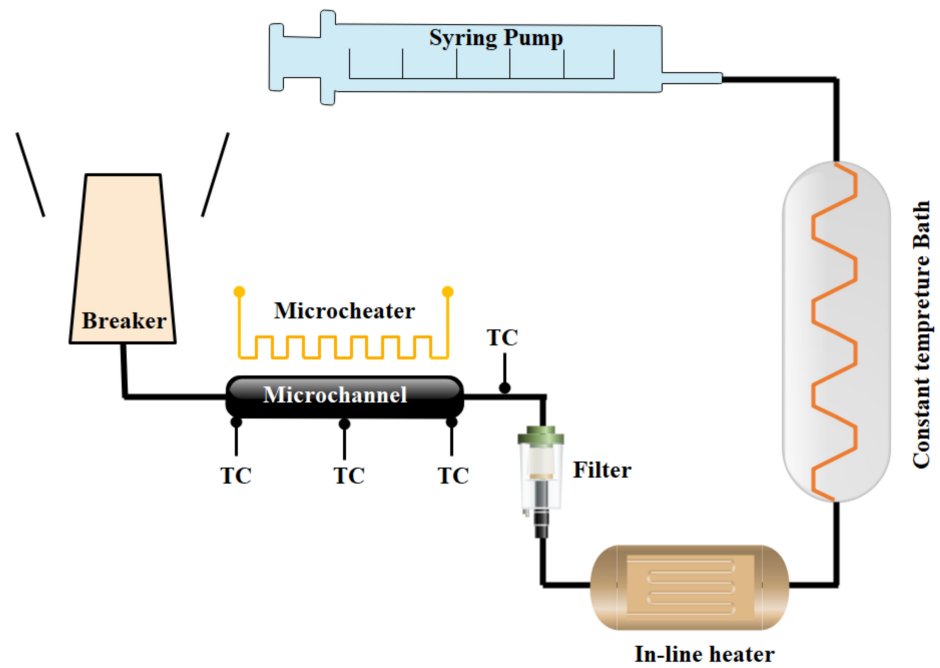 Syring Pump
Constant tempreture Bath
Breaker
Microcheater
TC
Microchannel
TC
TC
TC
Filter
In-line heater